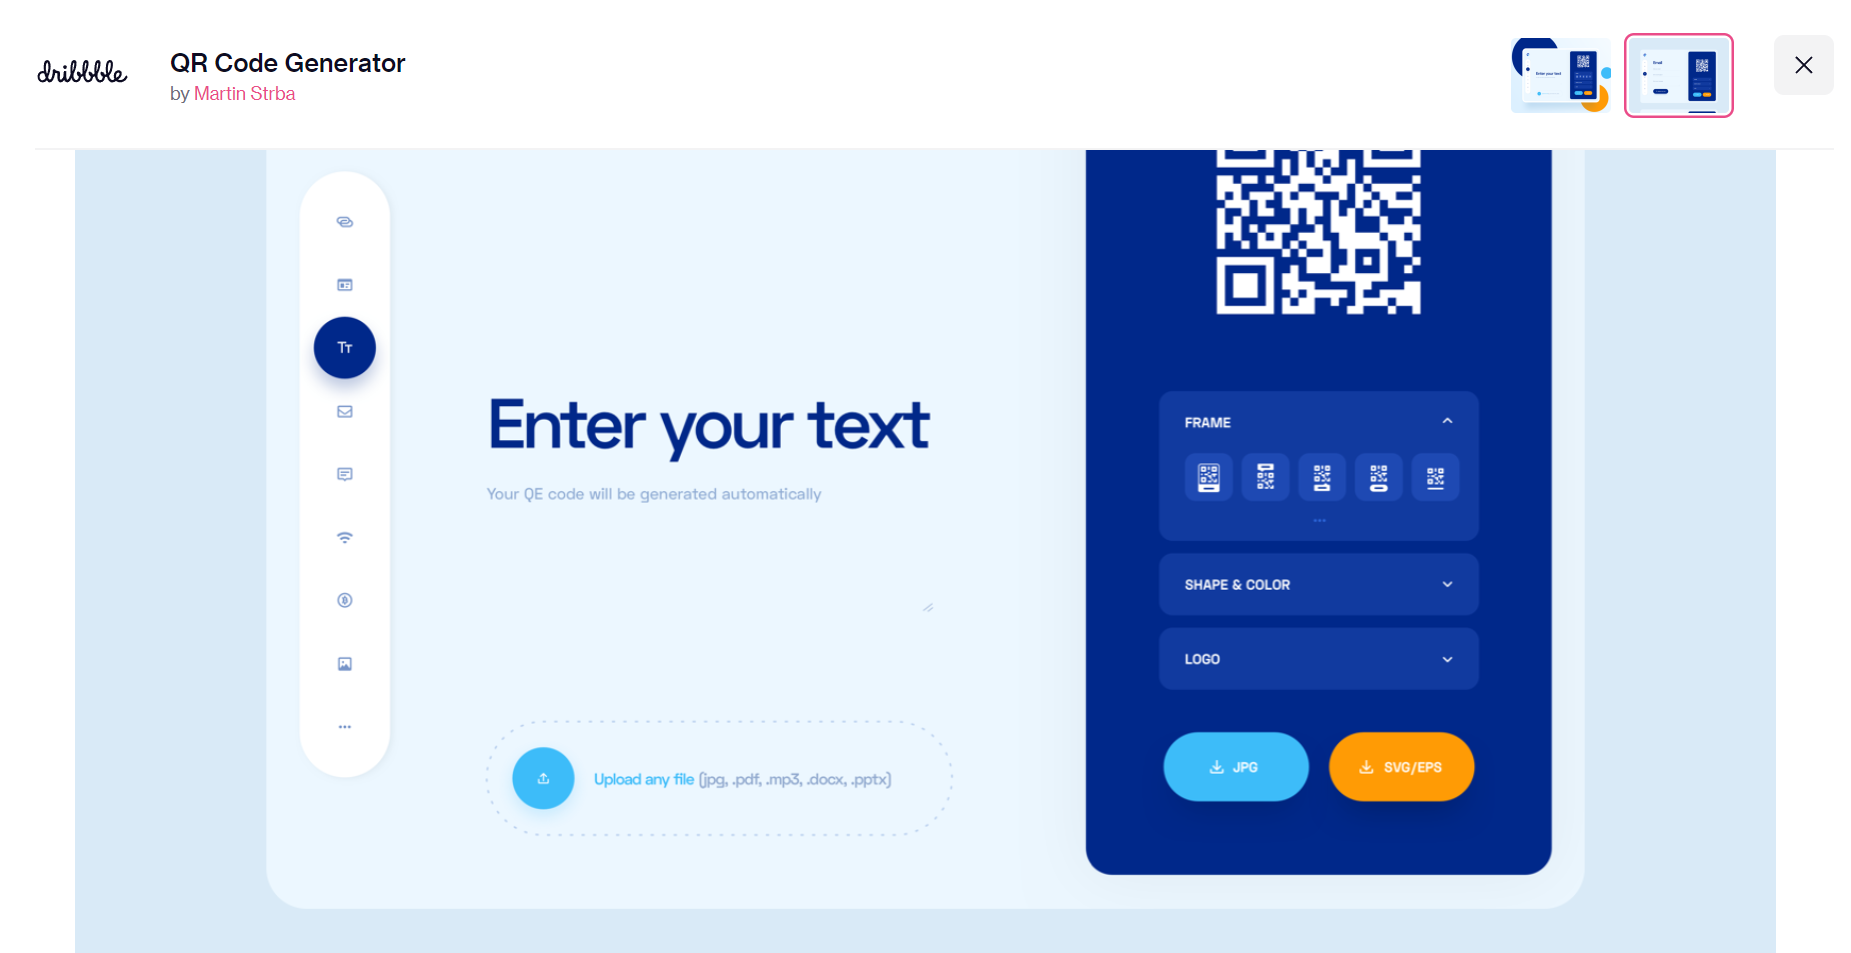 dribbble
QR Code Generator
by Martin Strba
Tт
Enter your text
Your QE code will be generated automatically
Upload any file (jpg, .pdf, .mp3, .docx, .pptx)
FRAME
SHAPE & COLOR
LOGO
JPG
SVG/EPS